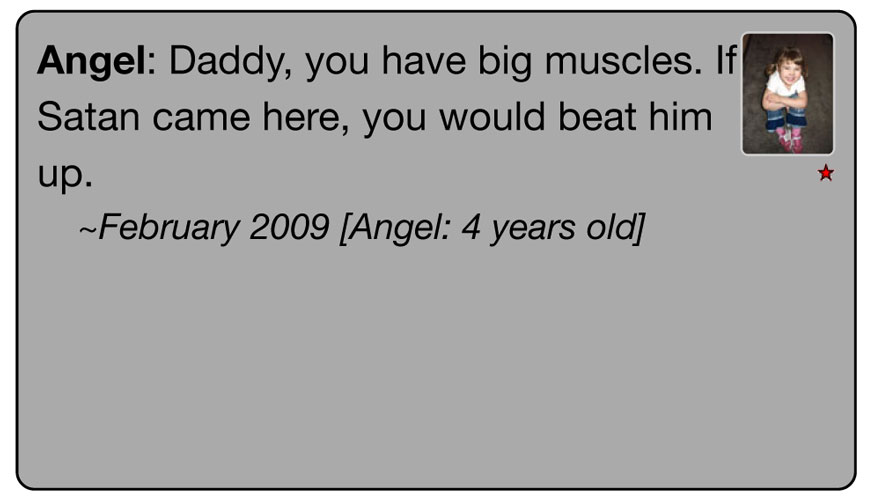 Angel: Daddy, you have big muscles. If
Satan came here, you would beat him
up.
~February 2009 [Angel: 4 years old]